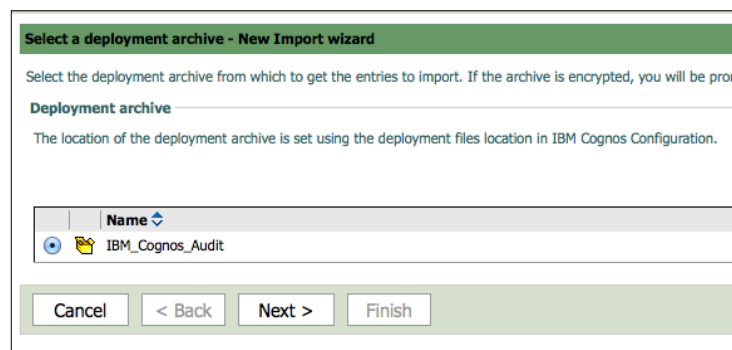 Select a deployment archive - New Import wizard
Select the deployment archive from which to get the entries to import. If the archive is encrypted, you will be
Deployment archive
The location of the deployment archive is set using the deployment files location in IBM Cognos Configuration.
Name
IBM_Cognos_Audit
Cancel < Back Next > Finish